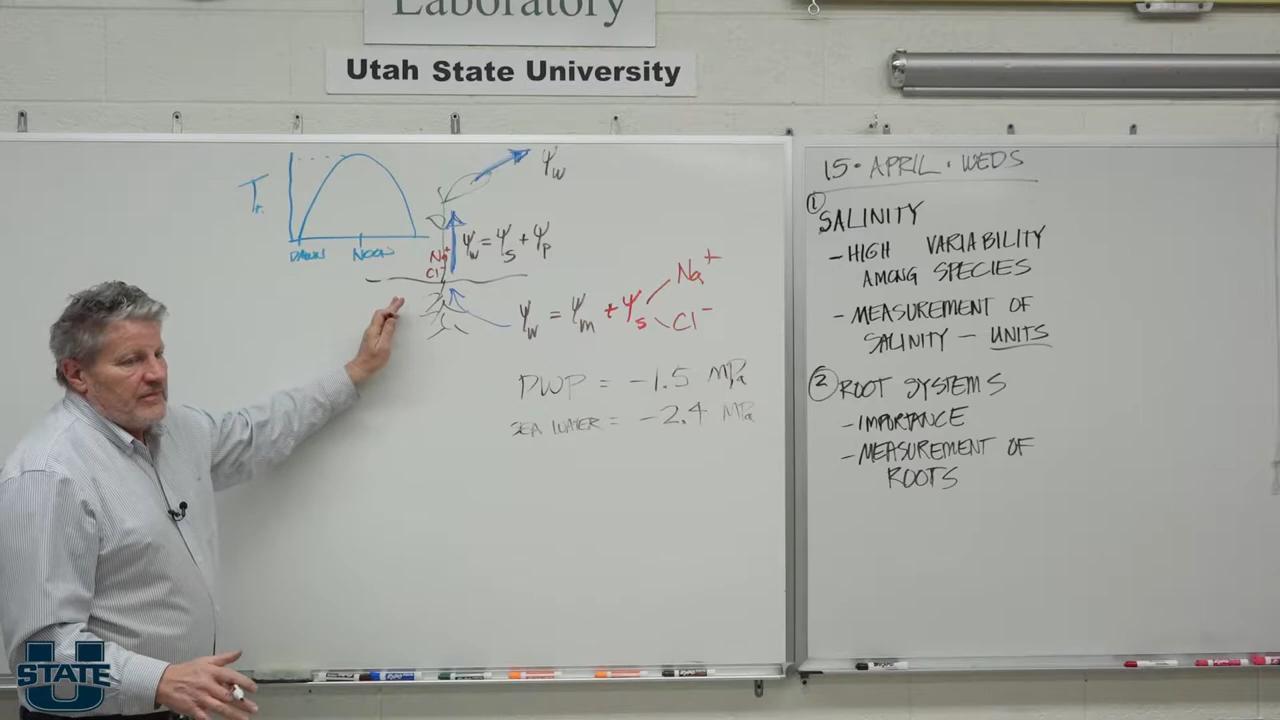 Laboratory
Utah State University
Tr.
DAWN
NOON
Ψw
Ψw = Ψs + Ψp
Na+
Cl-
Ψw = Ψm + Ψs
Na+
Cl-
PWP = -1.5 MPa
SEA WATER = -2.4 MPa
15 · APRIL · WEDS
① SALINITY
- HIGH VARIABILITY
AMONG SPECIES
- MEASUREMENT OF
SALINITY - UNITS
② ROOT SYSTEMS
- IMPORTANCE
- MEASUREMENT OF
ROOTS
U
STATE